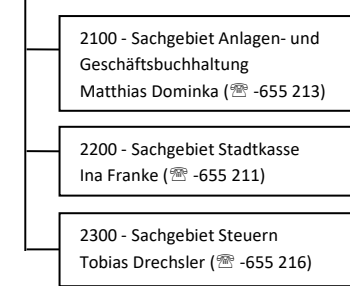 2100 - Sachgebiet Anlagen- und
Geschäftsbuchhaltung
Matthias Dominka (☏ -655 213)
2200 - Sachgebiet Stadtkasse
Ina Franke (☏ -655 211)
2300 - Sachgebiet Steuern
Tobias Drechsler (☏ -655 216)